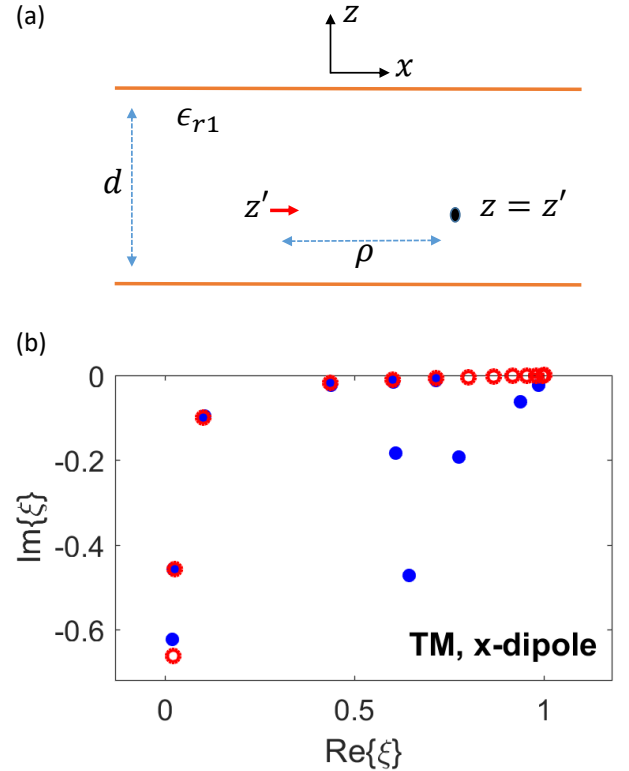 (a)
z
x
ϵr1
d
z′
z = z′
ρ
(b)
0
-0.2
-0.4
-0.6
Im{ξ}
TM, x-dipole
0
0.5
1
Re{ξ}